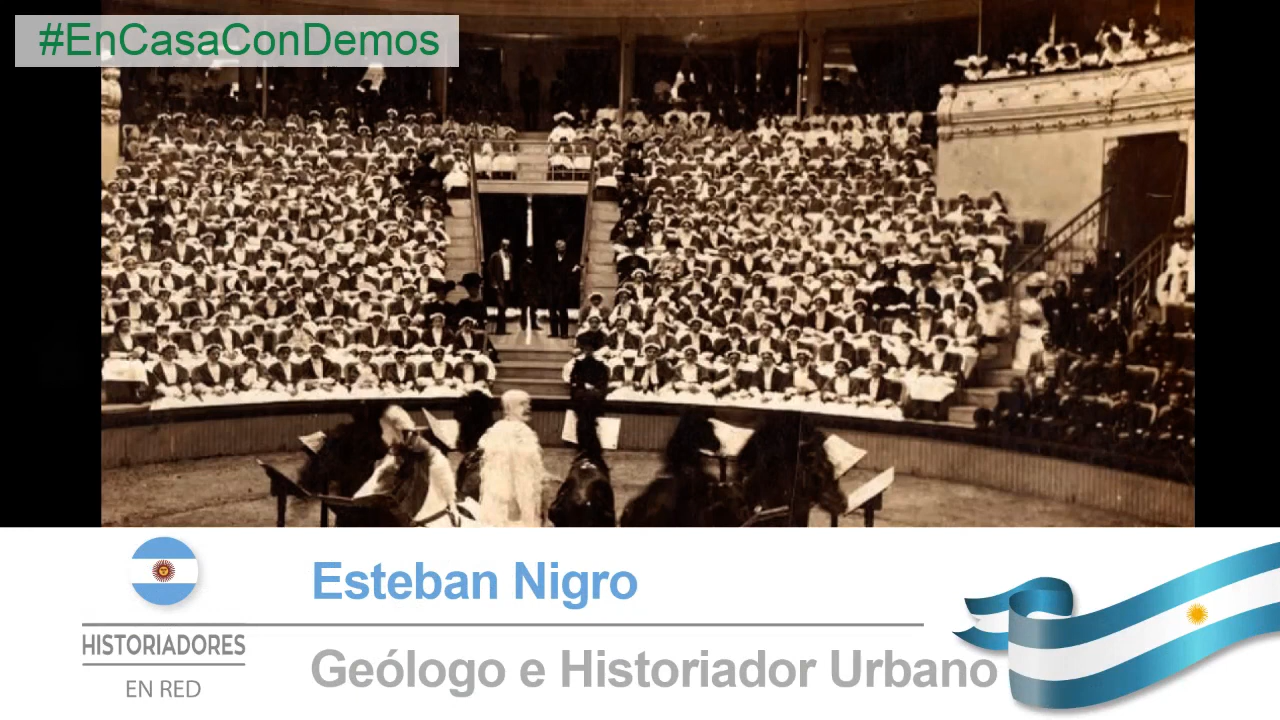 #EnCasaConDemos
Esteban Nigro
HISTORIADORES
EN RED
Geólogo e Historiador Urbano